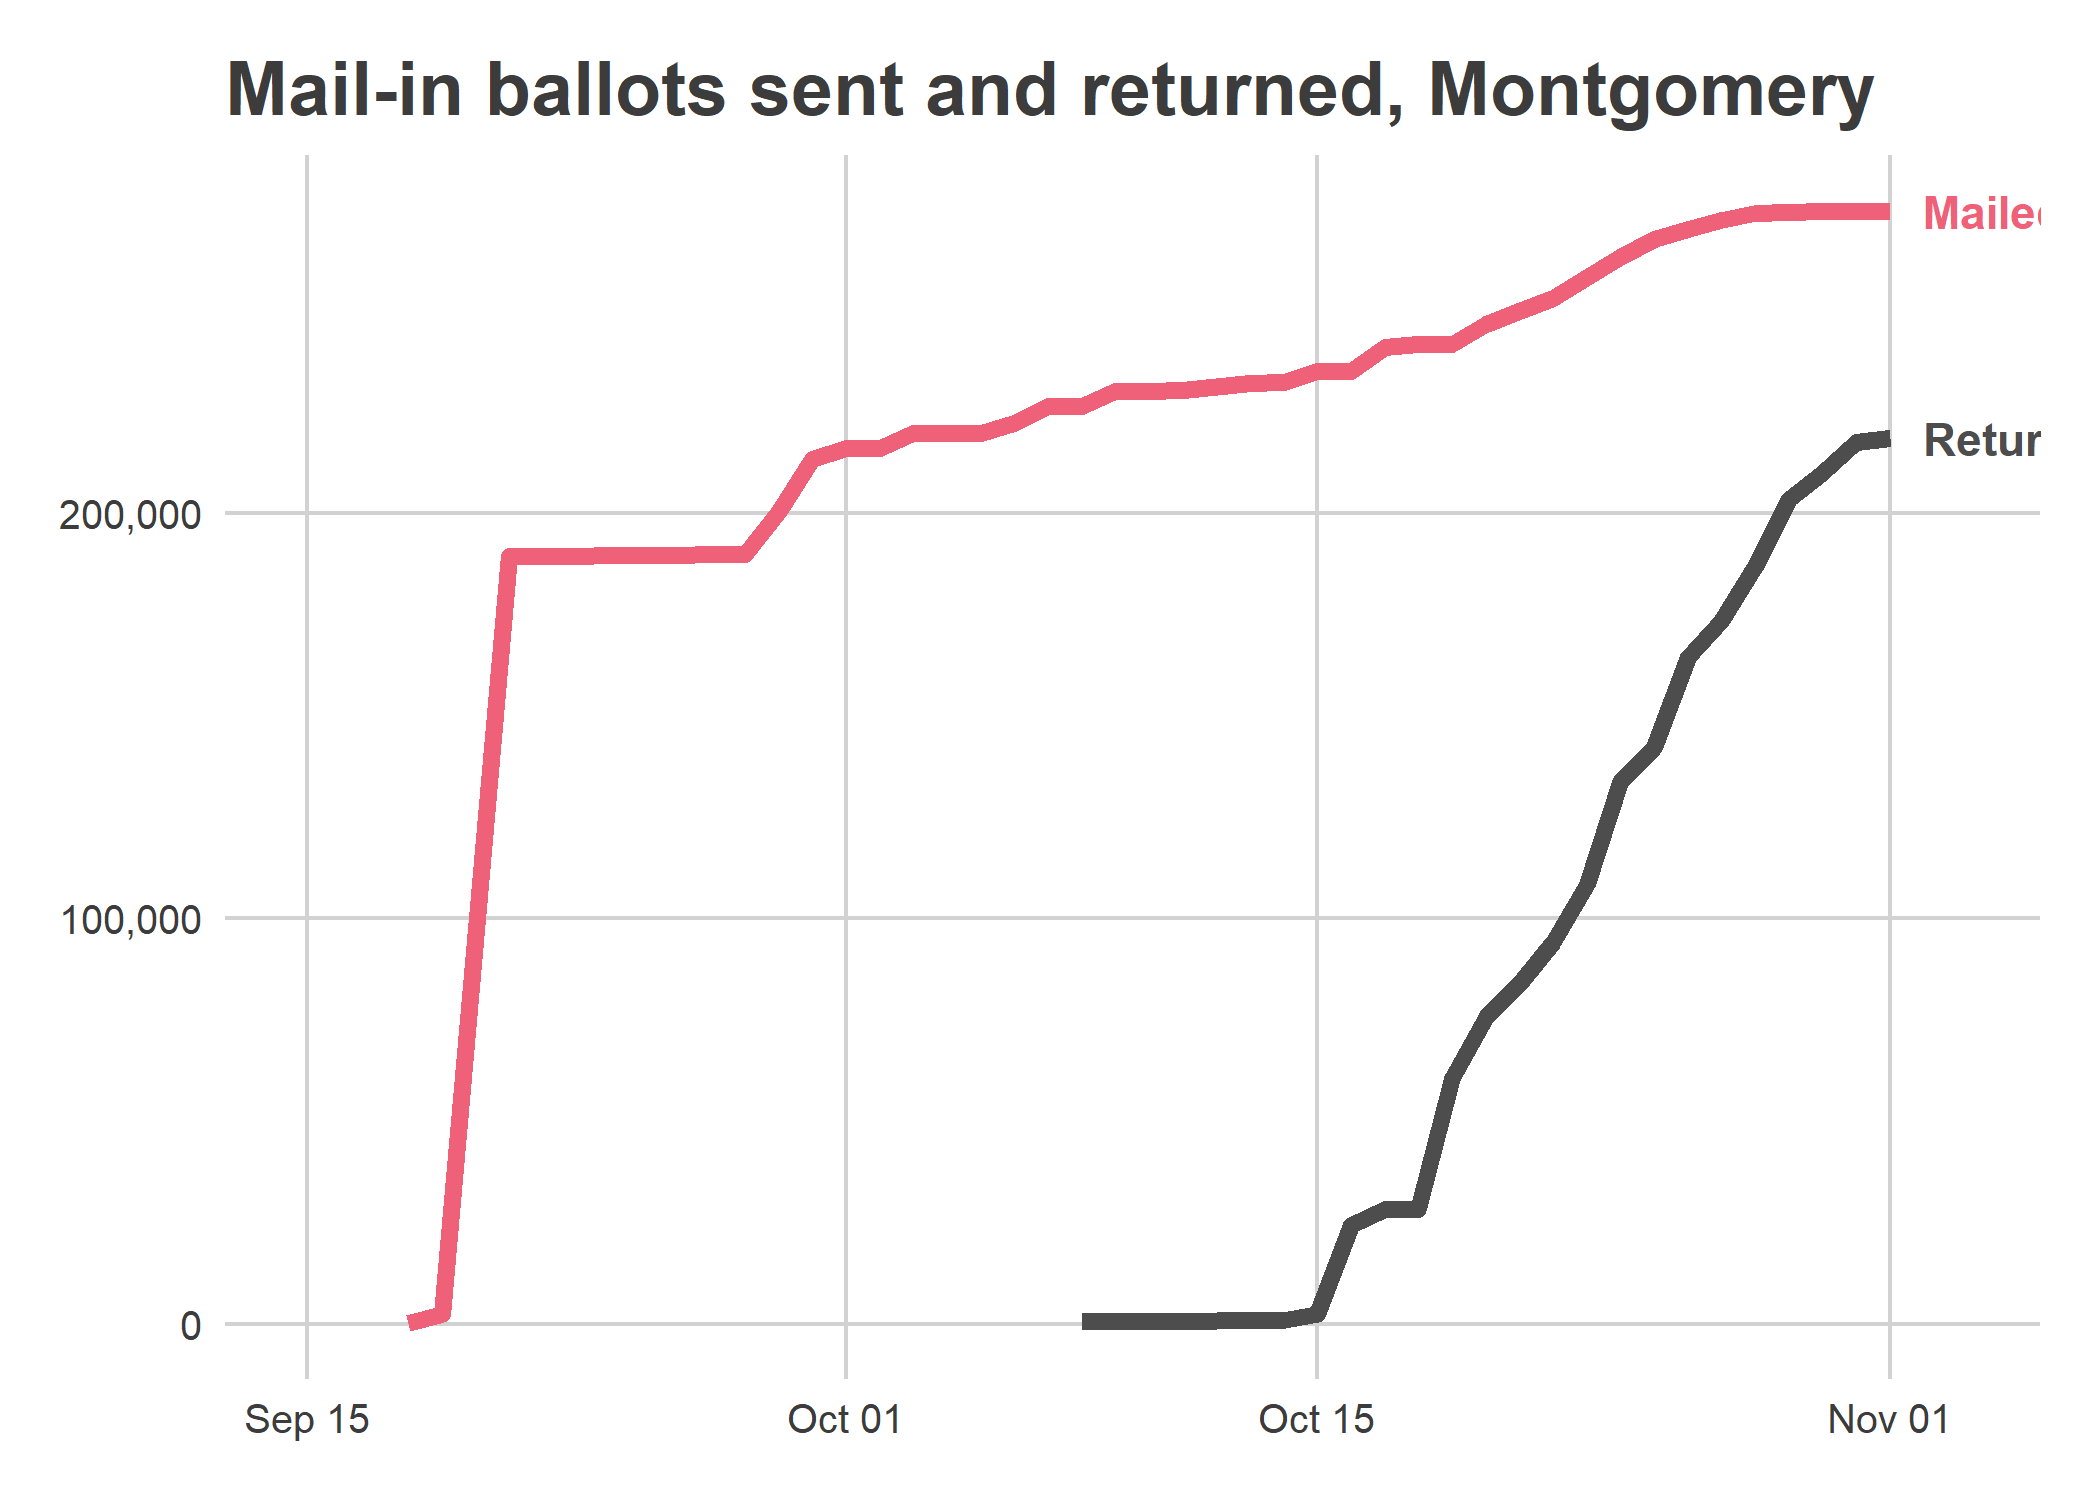 Mail-in ballots sent and returned, Montgomery
Maile
Retur
200,000
100,000
0
Sep 15 Oct 01 Oct 15 Nov 01